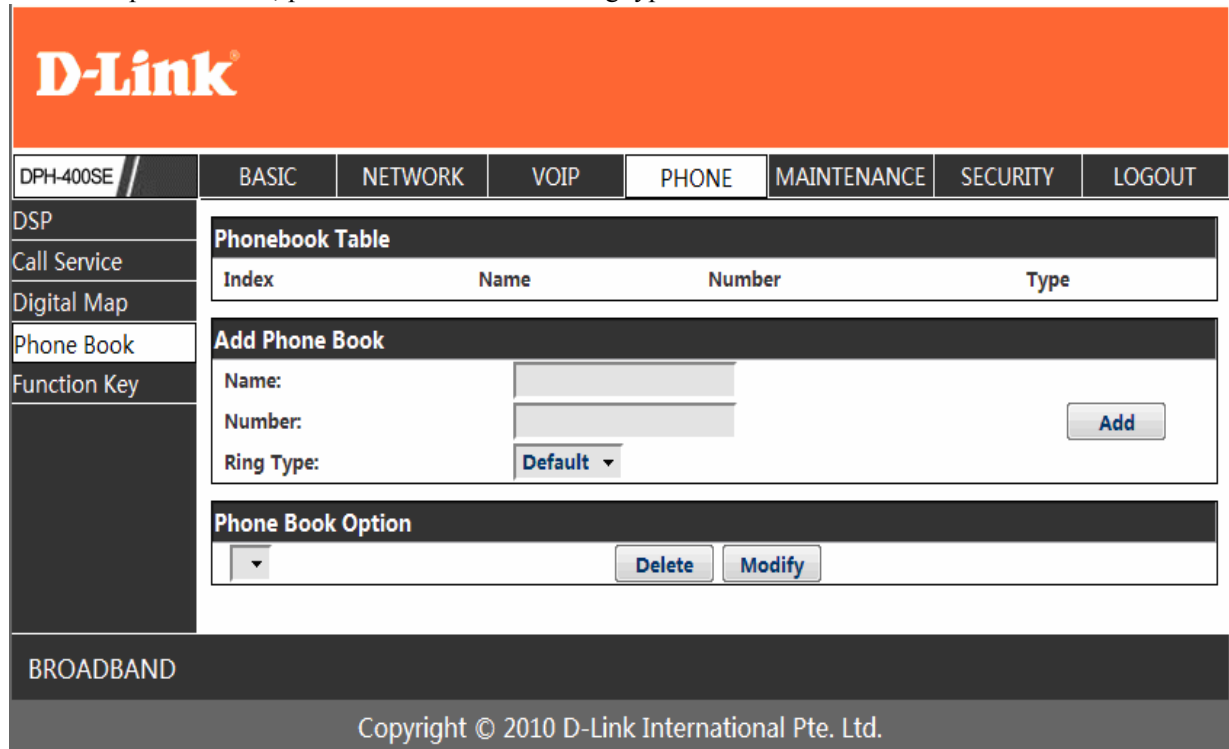 D-Link®
DPH-400SE
BASIC NETWORK VOIP PHONE MAINTENANCE SECURITY LOGOUT
DSP
Call Service
Digital Map
Phone Book
Function Key
Phonebook Table
Index Name Number Type
Add Phone Book
Name:
Number:
Add
Ring Type: Default
Phone Book Option
Delete Modify
BROADBAND
Copyright © 2010 D-Link International Pte. Ltd.